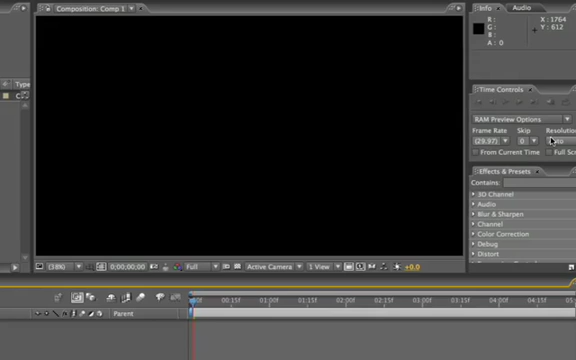 Composition: Comp 1
Info
Audio
R :
G :
B :
A : 0
X : 1764
Y : 612
Type
Time Controls
RAM Preview Options
Frame Rate
Skip
Resolution
(29.97)
0
From Current Time
Full Scr
Effects & Presets
Contains:
3D Channel
Audio
Blur & Sharpen
Channel
Color Correction
Debug
Distort
(38%)
0;00;00;00
Full
Active Camera
1 View
+0.0
Parent
00f
00:15f
01:00f
01:15f
02:00f
02:15f
03:00f
03:15f
04:00f
04:15f